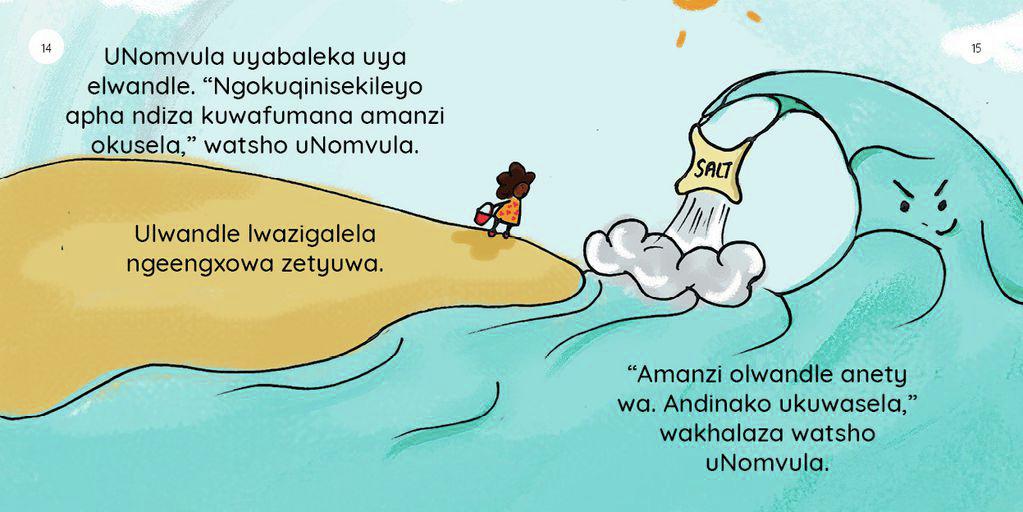 14
UNomvula uyabaleka uya
elwandle. “Ngokuqinisekileyo
apha ndiza kuwafumana amanzi
okusela,” watsho uNomvula.
Ulwandle lwazigalela
ngeengxowa zetyuwa.
15
SALT
“Amanzi olwandle anety
wa. Andinako ukuwasela,”
wakhalaza watsho
uNomvula.